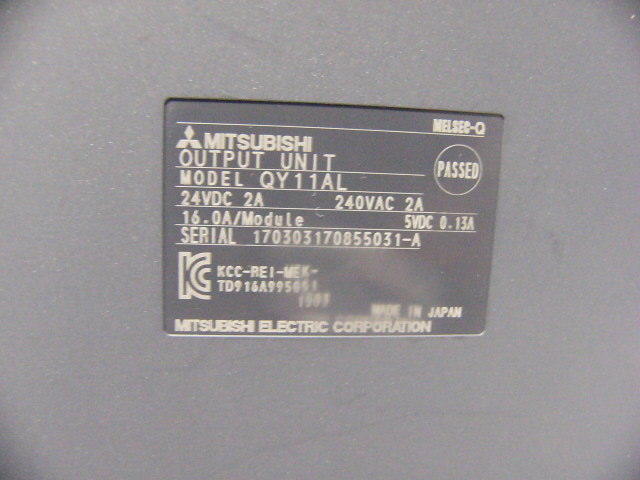 MELSEC-Q
MITSUBISHI
OUTPUT UNIT
MODEL QY11AL
PASSED
24VDC 2A 240VAC 2A
16.0A/Module 5VDC 0.13A
SERIAL 170303170855031-A
KCC-REI-MEK-
MADE IN JAPAN
MITSUBISHI ELECTRIC CORPORATION